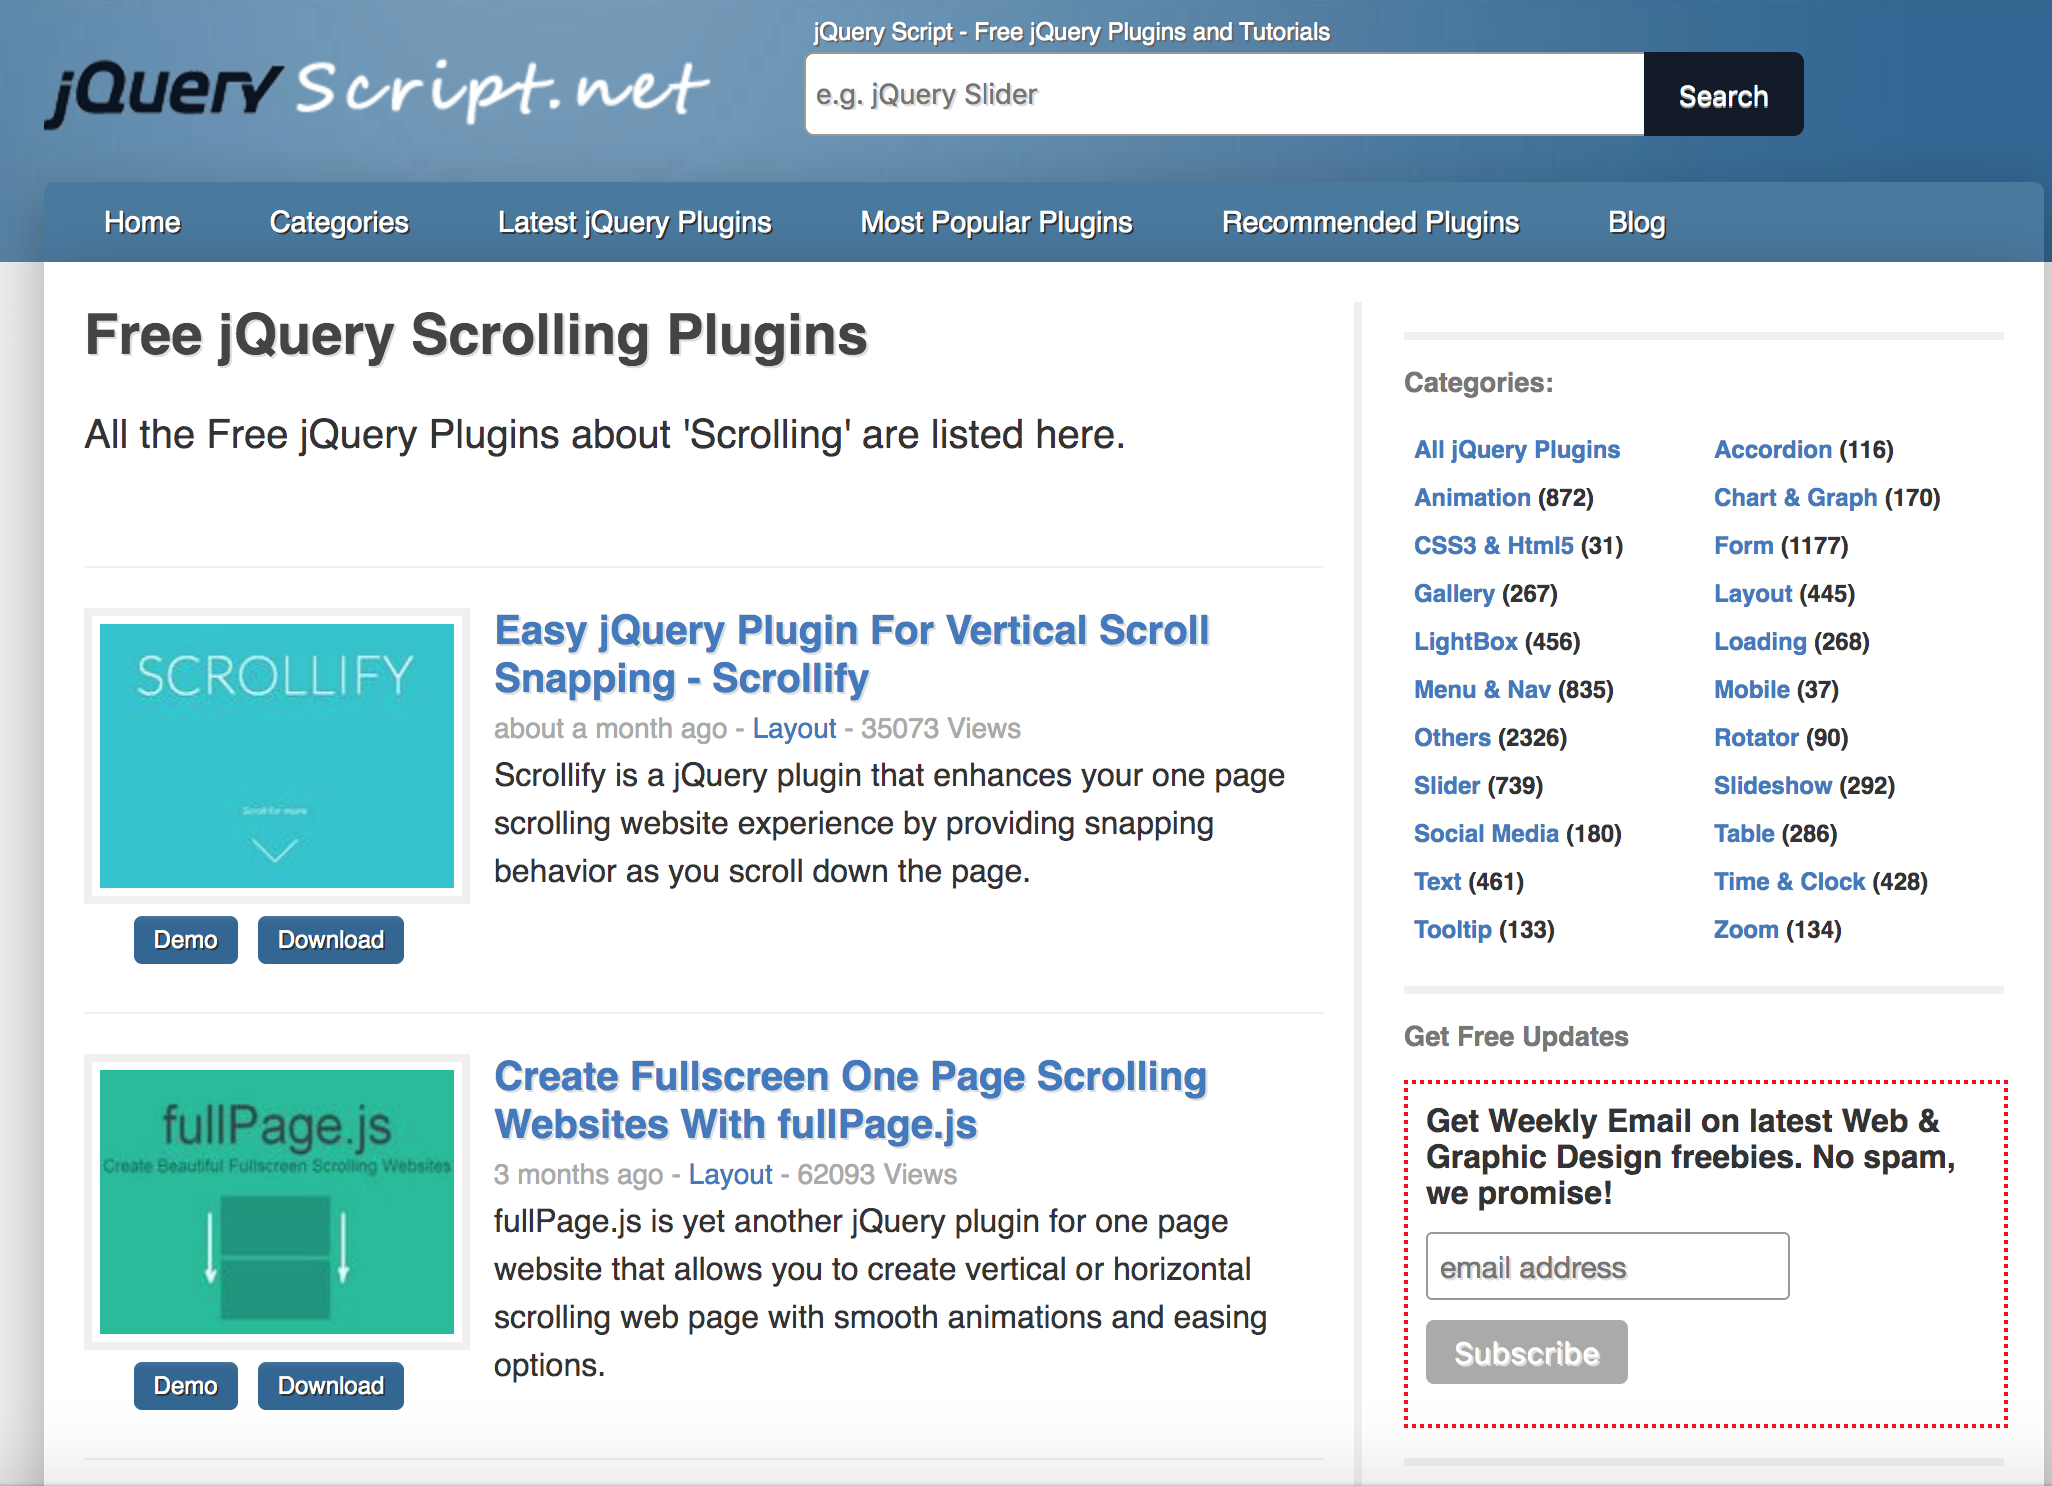 jQuery Script.net
jQuery Script - Free jQuery Plugins and Tutorials
e.g. jQuery Slider
Search
Home
Categories
Latest jQuery Plugins
Most Popular Plugins
Recommended Plugins
Blog
Free jQuery Scrolling Plugins
All the Free jQuery Plugins about 'Scrolling' are listed here.
SCROLLIFY
Scroll for more
Demo
Download
Easy jQuery Plugin For Vertical Scroll
Snapping - Scrollify
about a month ago - Layout - 35073 Views
Scrollify is a jQuery plugin that enhances your one page
scrolling website experience by providing snapping
behavior as you scroll down the page.
fullPage.js
Create Beautiful Fullscreen Scrolling Websites
Demo
Download
Create Fullscreen One Page Scrolling
Websites With fullPage.js
3 months ago - Layout - 62093 Views
fullPage.js is yet another jQuery plugin for one page
website that allows you to create vertical or horizontal
scrolling web page with smooth animations and easing
options.
Categories:
All jQuery Plugins
Accordion (116)
Animation (872)
Chart & Graph (170)
CSS3 & Html5 (31)
Form (1177)
Gallery (267)
Layout (445)
LightBox (456)
Loading (268)
Menu & Nav (835)
Mobile (37)
Others (2326)
Rotator (90)
Slider (739)
Slideshow (292)
Social Media (180)
Table (286)
Text (461)
Time & Clock (428)
Tooltip (133)
Zoom (134)
Get Free Updates
Get Weekly Email on latest Web &
Graphic Design freebies. No spam,
we promise!
email address
Subscribe